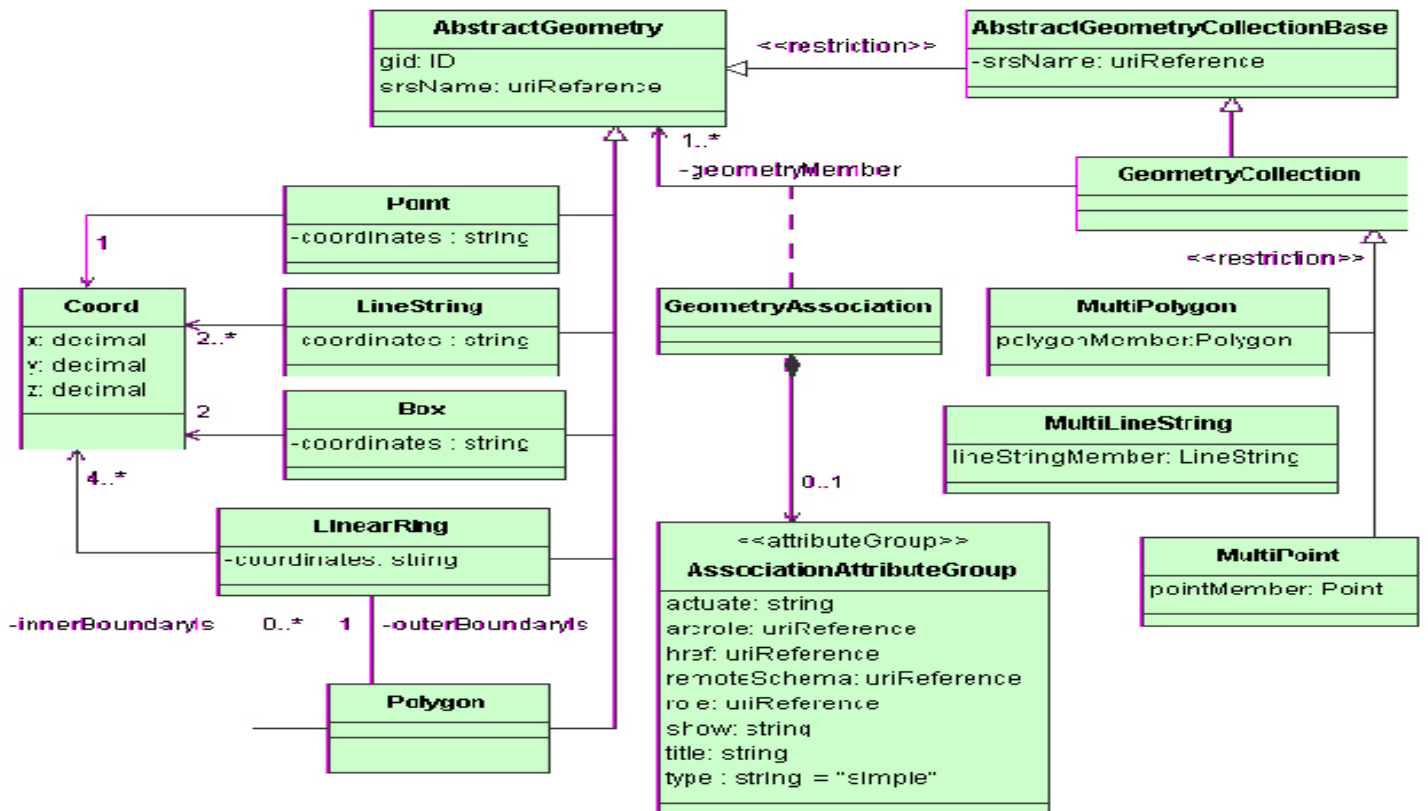 AbstractGeometry
gid: ID
srsName: uriReference
<<restriction>>
AbstractGeometryCollectionBase
-srsName: uriReference
1..*
-geometryMember
GeometryCollection
<<restriction>>
Point
-coordinates : string
1
Coord
x: decimal
y: decimal
z: decimal
LineString
coordinates : string
2..*
Box
-coordinates : string
2
4..*
LinearRing
-coordinates: string
-innerBoundaryIs
0..*
1
-outerBoundaryIs
Polygon
GeometryAssociation
0..1
<<attributeGroup>>
AssociationAttributeGroup
actuate: string
arcrole: uriReference
href: uriReference
remoteSchema: uriReference
role: uriReference
show: string
title: string
type : string = "simple"
MultiPolygon
polygonMember:Polygon
MultiLineString
lineStringMember: LineString
MultiPoint
pointMember: Point